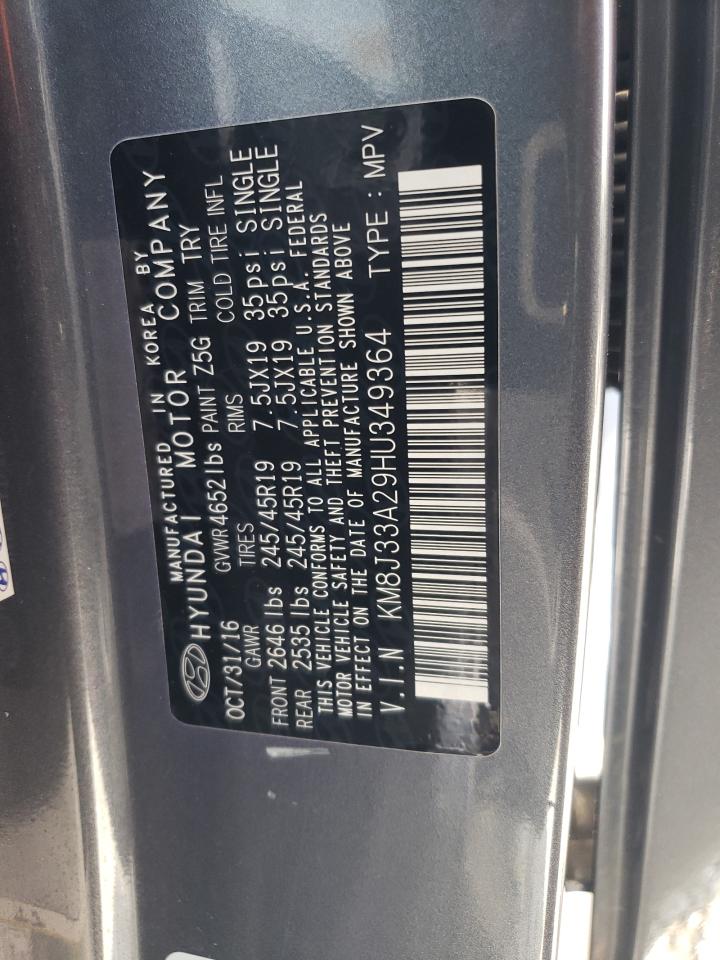 MANUFACTURED IN KOREA BY
HYUNDAI MOTOR COMPANY
OCT/31/16 GVWR4652lbs PAINT Z5G TRIM TRY
GAWR TIRES RIMS COLD TIRE INFL
FRONT 2646 lbs 245/45R19 7.5JX19 35psi SINGLE
REAR 2535 lbs 245/45R19 7.5JX19 35psi SINGLE
THIS VEHICLE CONFORMS TO ALL APPLICABLE U.S.A. FEDERAL
MOTOR VEHICLE SAFETY AND THEFT PREVENTION STANDARDS
IN EFFECT ON THE DATE OF MANUFACTURE SHOWN ABOVE
V.I.N KM8J33A29HU349364 TYPE : MPV